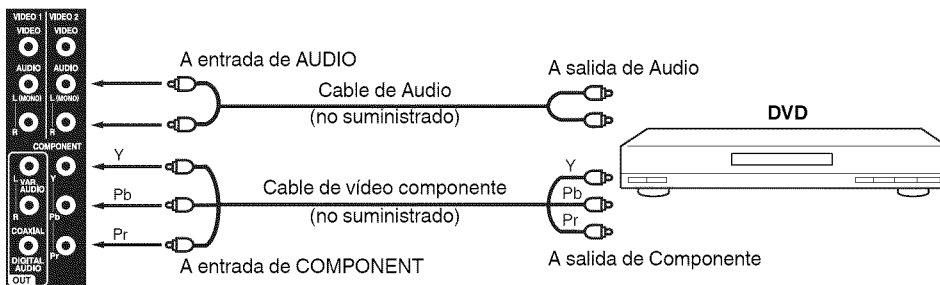 VIDEO 1 VIDEO 2
VIDEO VIDEO
AUDIO AUDIO
L (MONO) L (MONO)
R R
COMPONENT
L Y
VAR. AUDIO
R Pb
COAXIAL
Pr
DIGITAL AUDIO
OUT
A entrada de AUDIO
Cable de Audio
(no suministrado)
A salida de Audio
DVD
Y
Pb
Pr
Cable de vídeo componente
(no suministrado)
Y
Pb
Pr
A entrada de COMPONENT
A salida de Componente